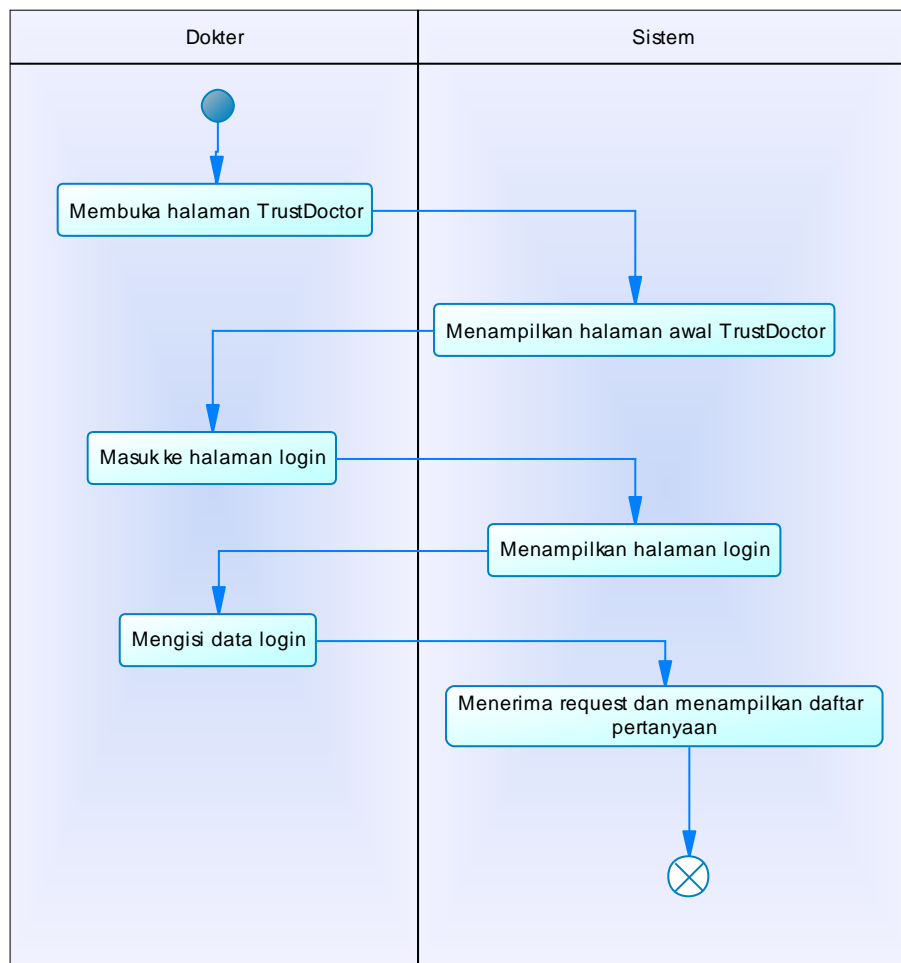 Dokter
Sistem
Membuka halaman TrustDoctor
Menampilkan halaman awal TrustDoctor
Masuk ke halaman login
Menampilkan halaman login
Mengisi data login
Menerima request dan menampilkan daftar
pertanyaan